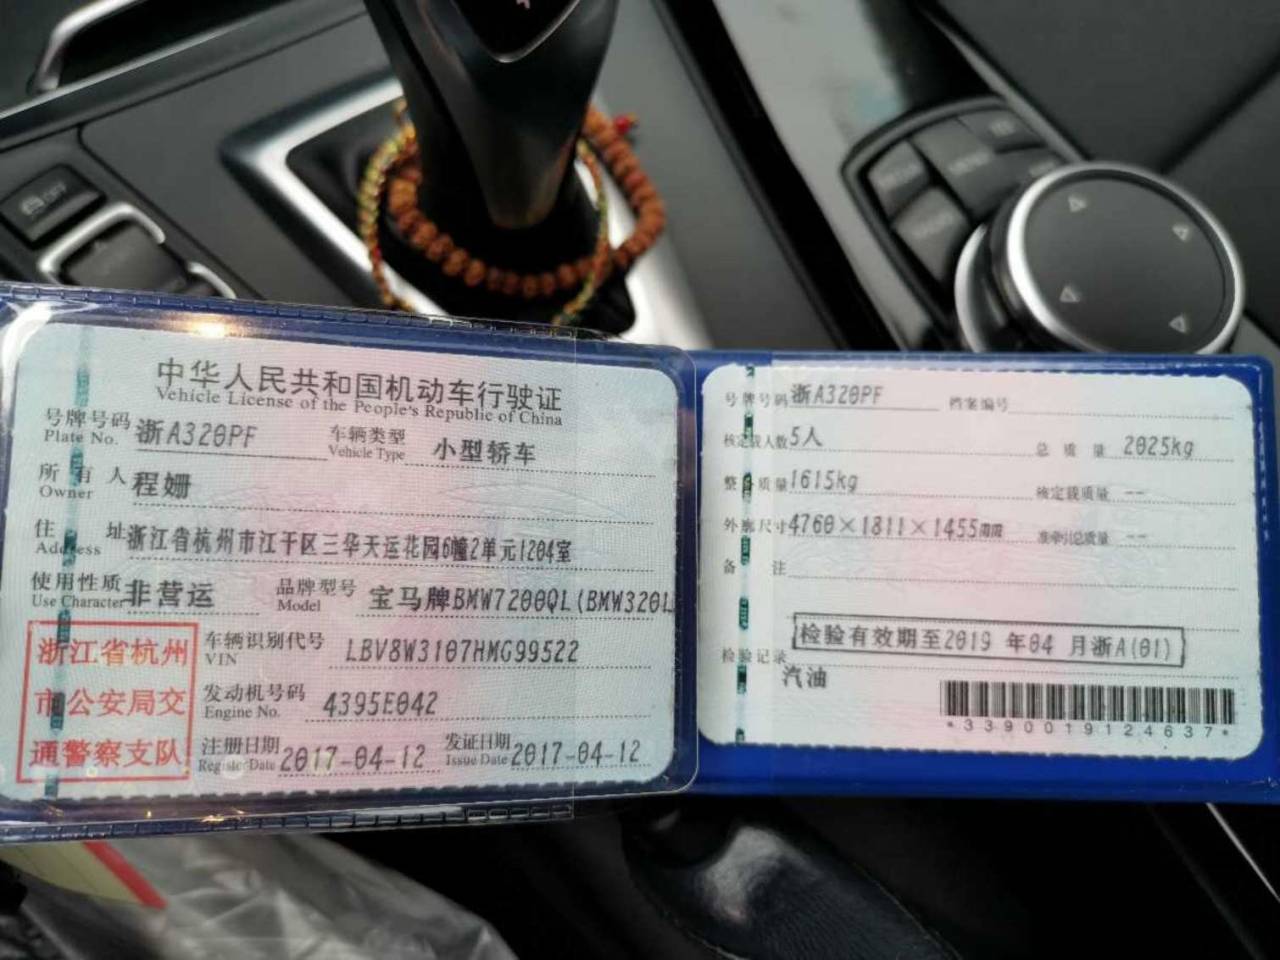 OFF
中华人民共和国机动车行驶证
Vehicle License of the People's Republic of China
号牌号码 浙A320PF 车辆类型 小型轿车
Plate No. Vehicle Type
所有人 程姗
Owner
住址 浙江省杭州市江干区三华天运花园6幢2单元1204室
Address
使用性质 非营运 品牌型号 宝马牌BMW7200QL(BMW320L
Use Character Model
浙江省杭州
市公安局交
通警察支队
车辆识别代号 LBV8W3107HMG99522
VIN
发动机号码 4395E042
Engine No.
注册日期 2017-04-12 发证日期 2017-04-12
Register Date Issue Date
号牌号码 浙A320PF 档案编号
核定载人数 5人 总质量 2025kg
整备质量 1615kg 核定载质量 --
外廓尺寸 4760×1811×1455 准牵引总质量 --
备注
检验有效期至2019 年04 月浙A(01)
检验记录
汽油
*3390019124637*